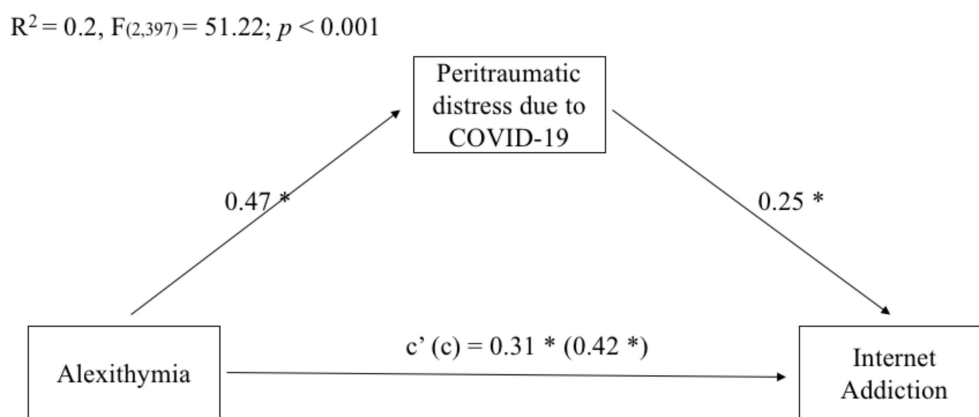 R² = 0.2, F(2,397) = 51.22; p < 0.001
Peritraumatic
distress due to
COVID-19
0.47 *
0.25 *
c’ (c) = 0.31 * (0.42 *)
Alexithymia
Internet
Addiction